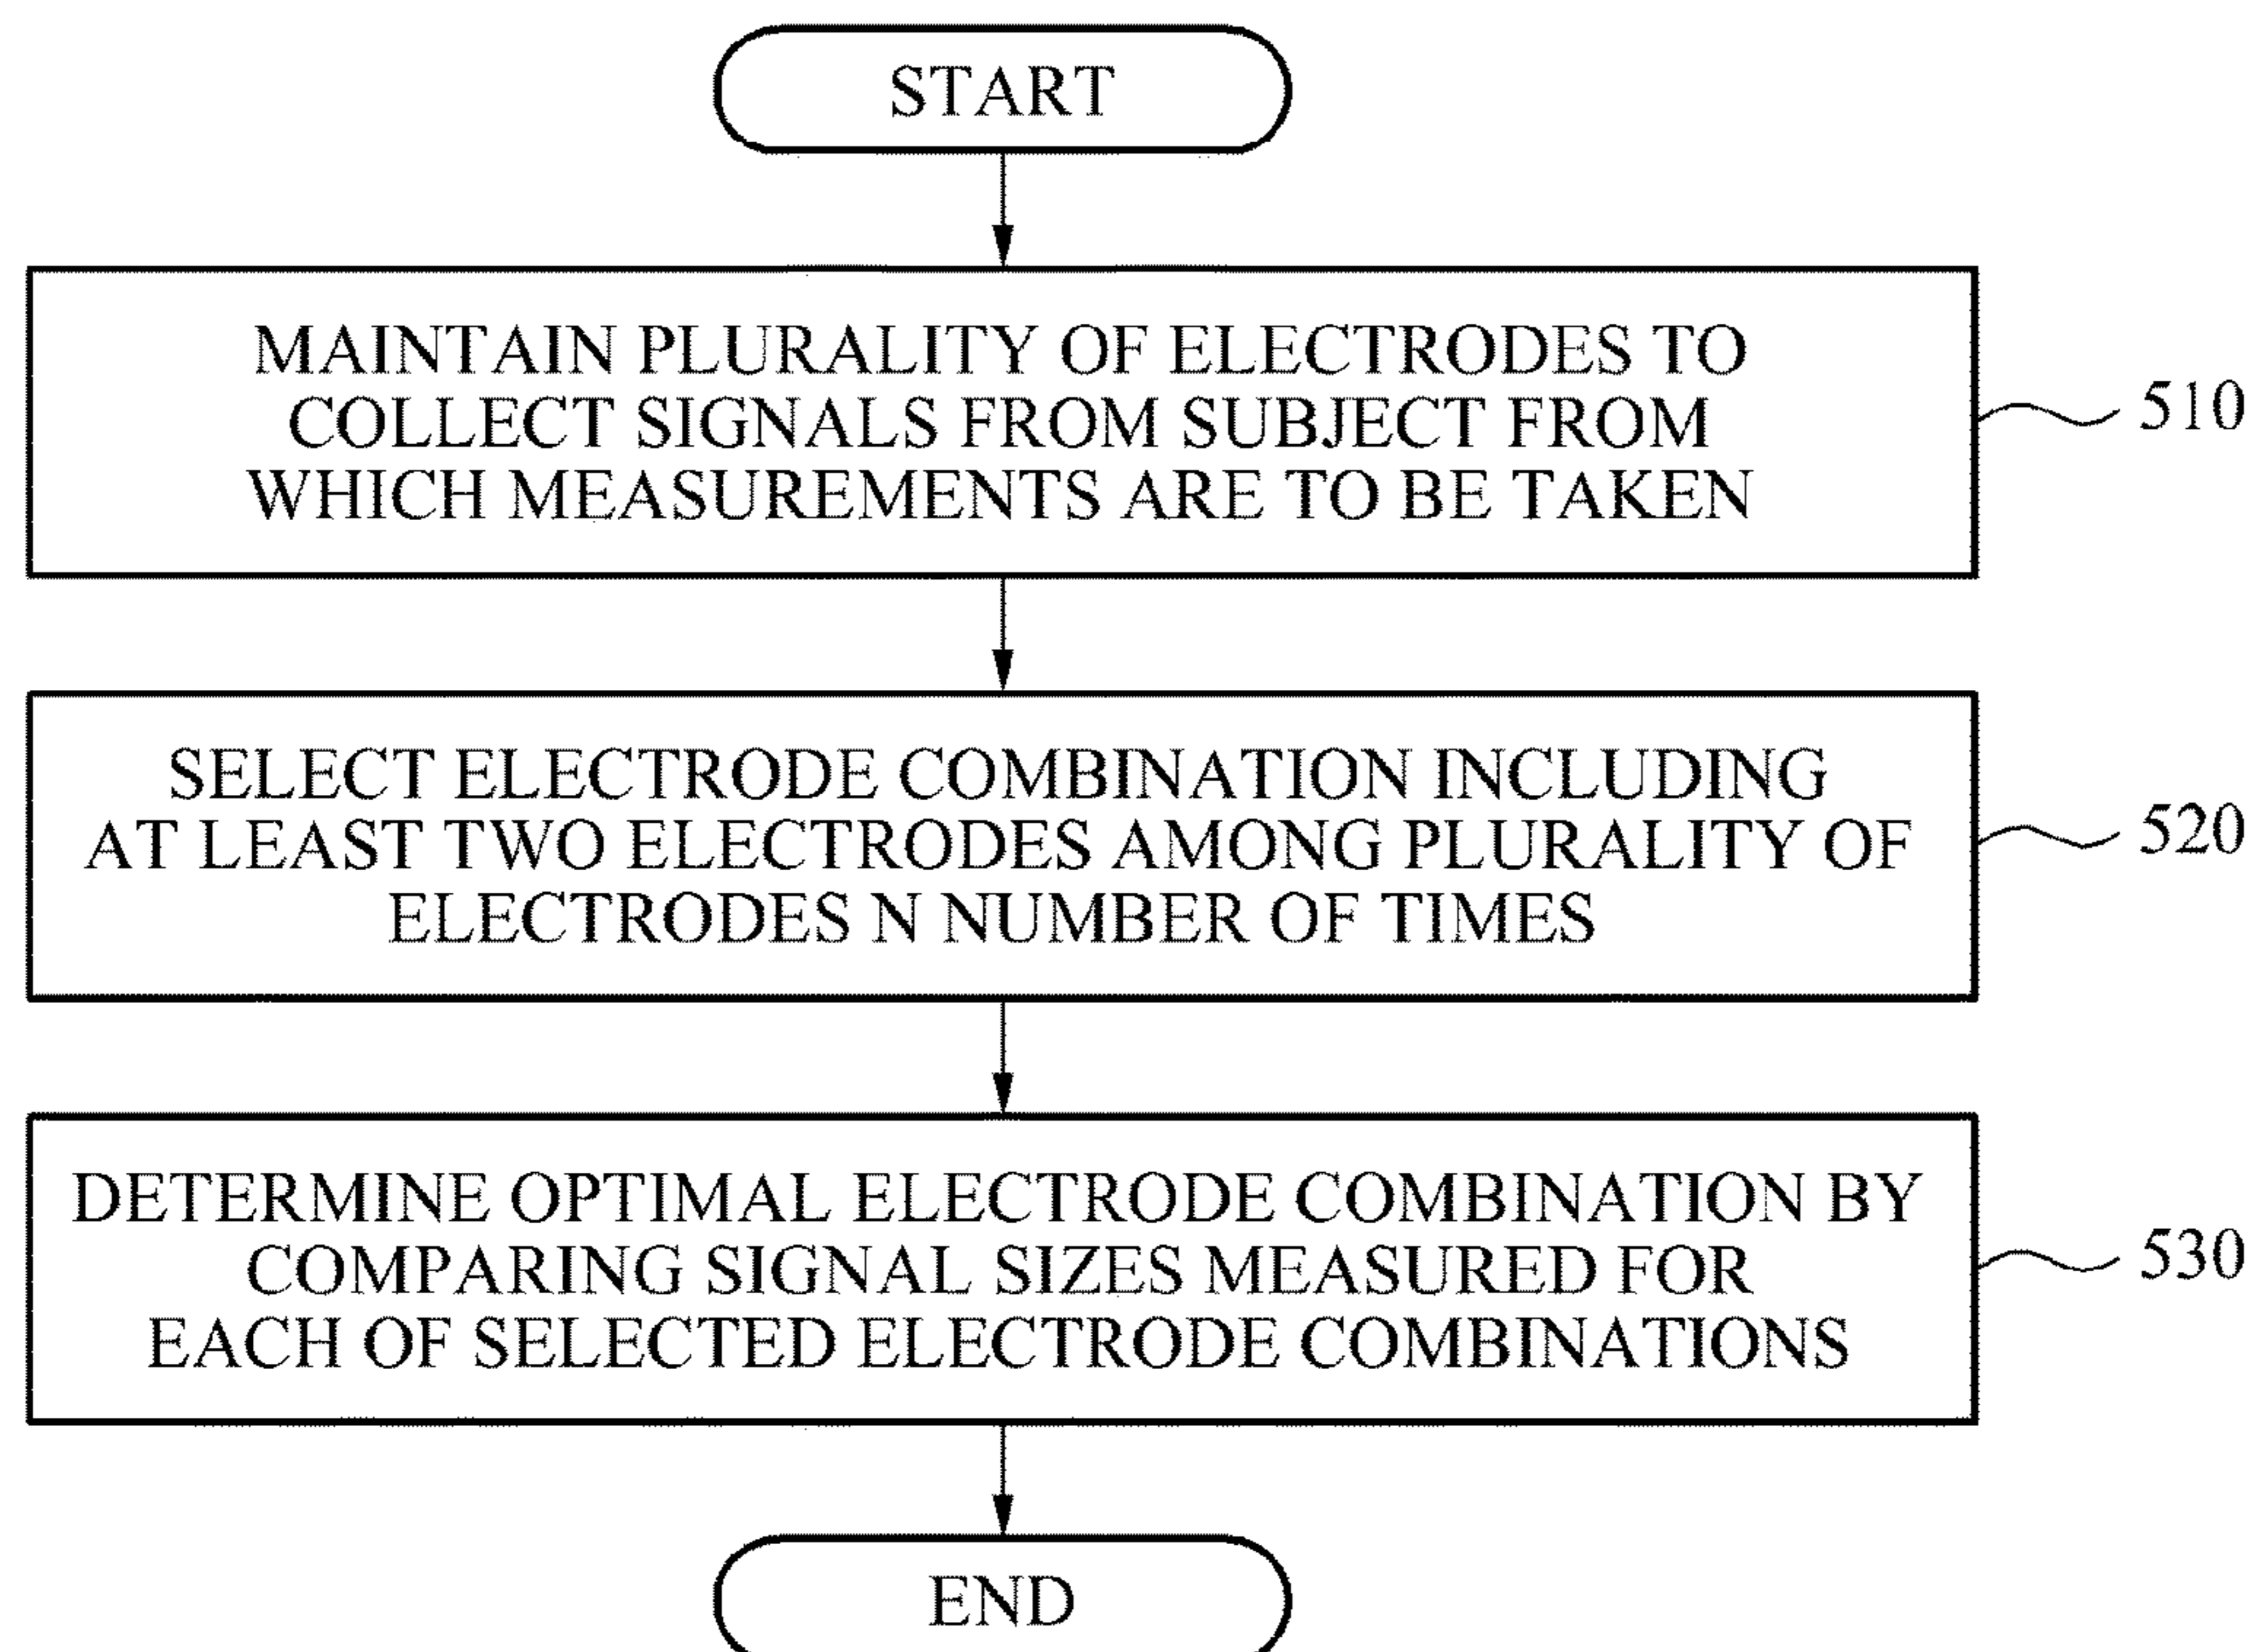 START
MAINTAIN PLURALITY OF ELECTRODES TO
COLLECT SIGNALS FROM SUBJECT FROM
WHICH MEASUREMENTS ARE TO BE TAKEN
510
SELECT ELECTRODE COMBINATION INCLUDING
AT LEAST TWO ELECTRODES AMONG PLURALITY OF
ELECTRODES N NUMBER OF TIMES
520
DETERMINE OPTIMAL ELECTRODE COMBINATION BY
COMPARING SIGNAL SIZES MEASURED FOR
EACH OF SELECTED ELECTRODE COMBINATIONS
530
END